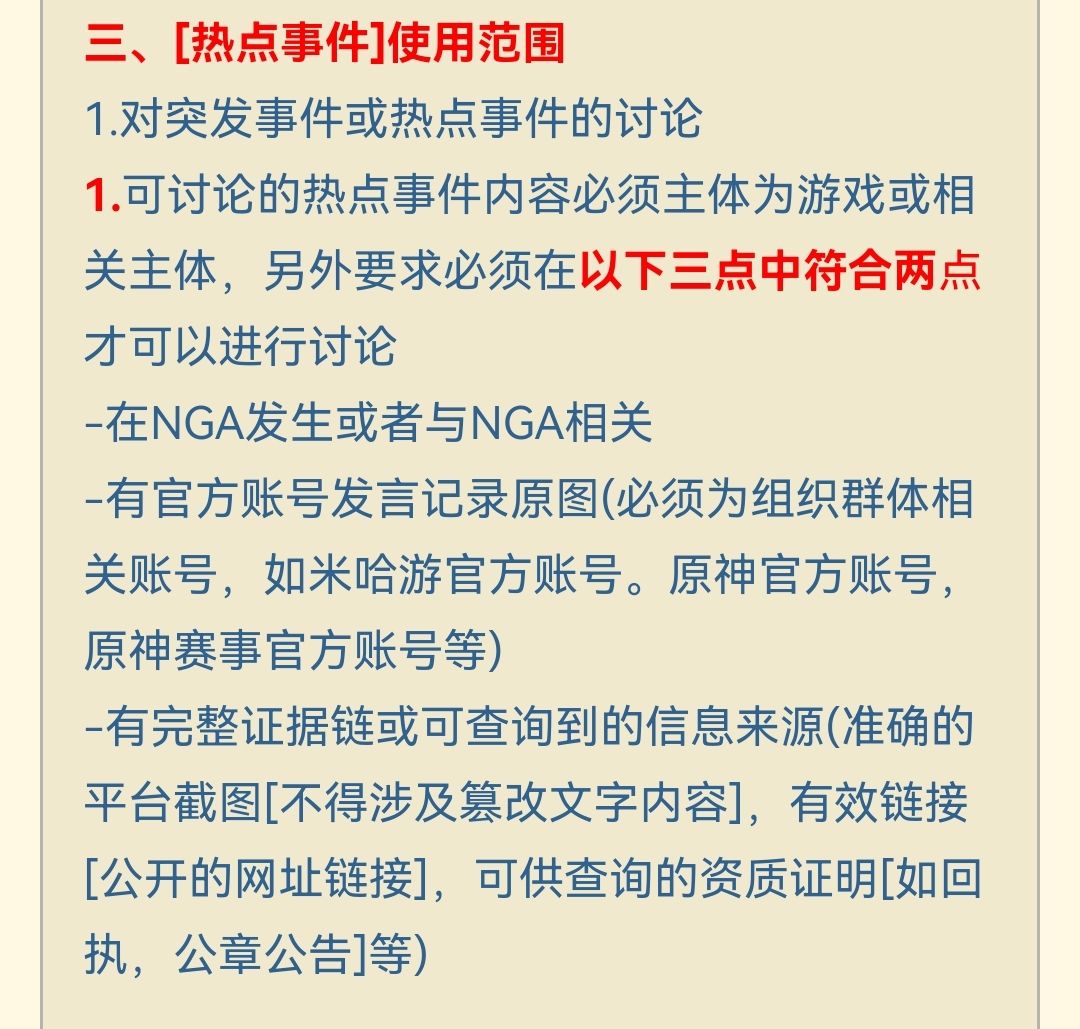 三、[热点事件]使用范围
1.对突发事件或热点事件的讨论
1.可讨论的热点事件内容必须主体为游戏或相
关主体，另外要求必须在以下三点中符合两点
才可以进行讨论
-在NGA发生或者与NGA相关
-有官方账号发言记录原图(必须为组织群体相
关账号，如米哈游官方账号。原神官方账号，
原神赛事官方账号等)
-有完整证据链或可查询到的信息来源(准确的
平台截图[不得涉及篡改文字内容]，有效链接
[公开的网址链接]，可供查询的资质证明[如回
执，公章公告]等)